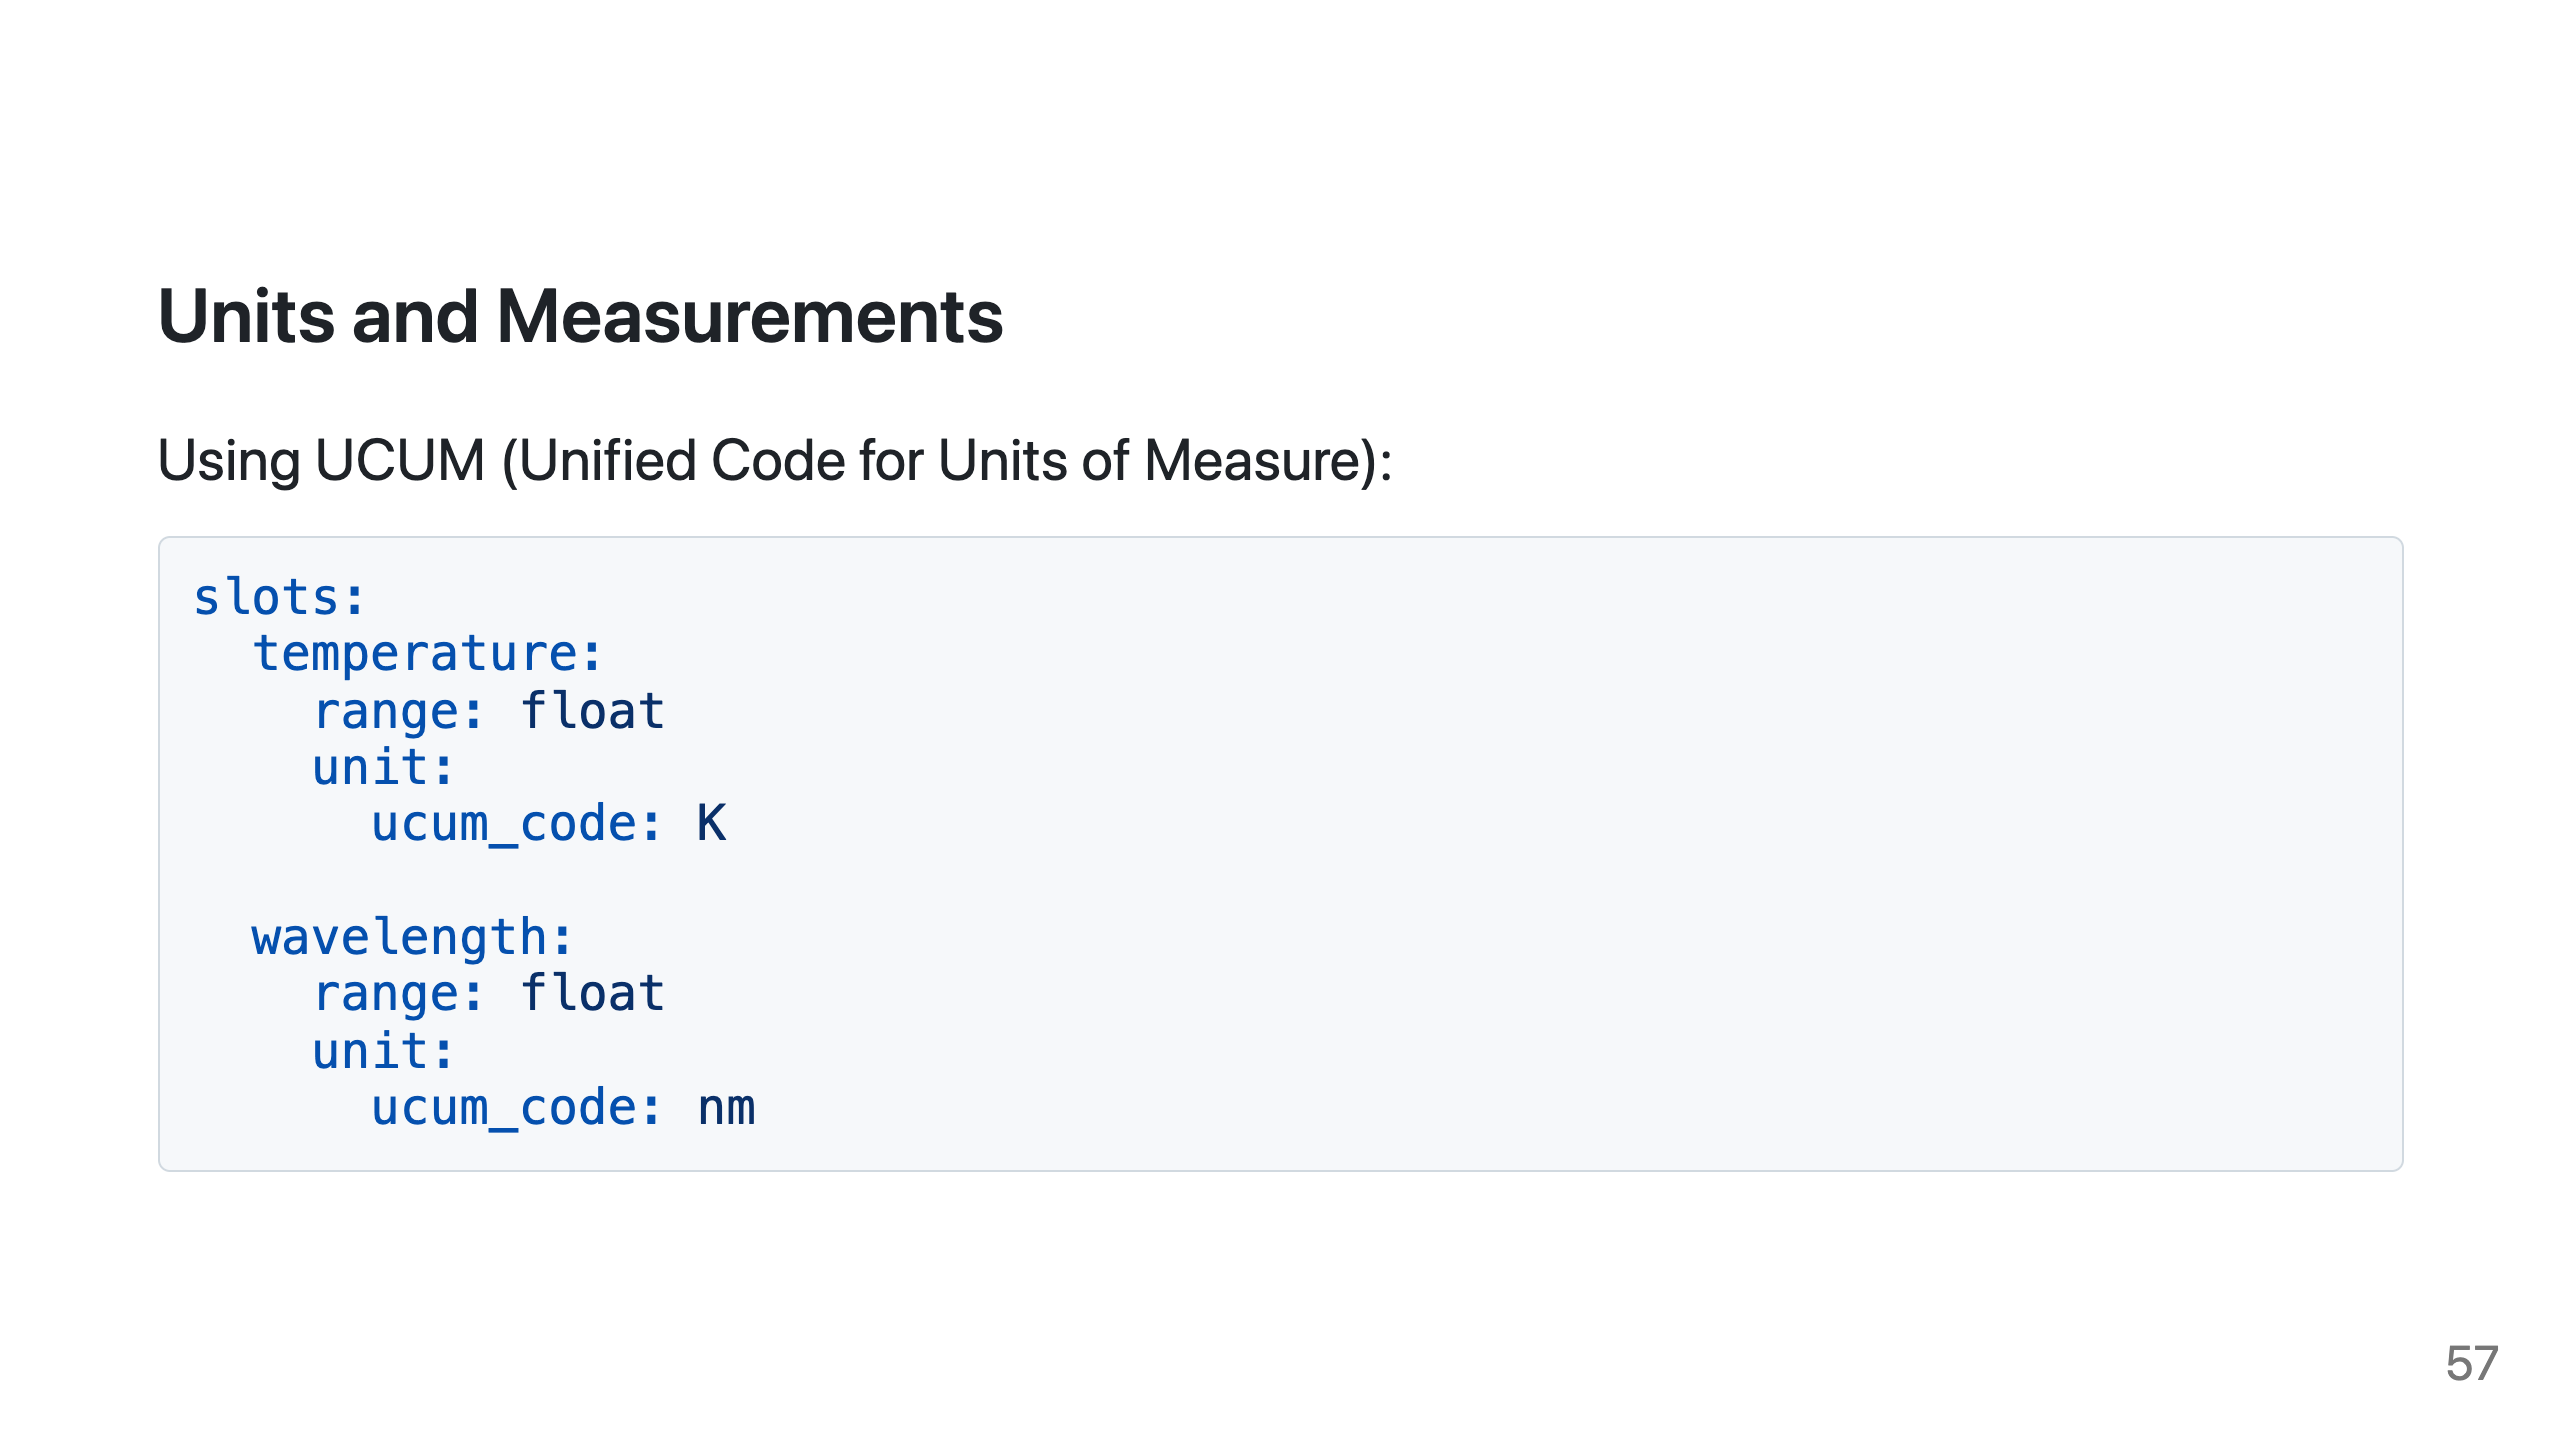 Units and Measurements
Using UCUM (Unified Code for Units of Measure):
slots:
  temperature:
    range: float
    unit:
      ucum_code: K

  wavelength:
    range: float
    unit:
      ucum_code: nm
57